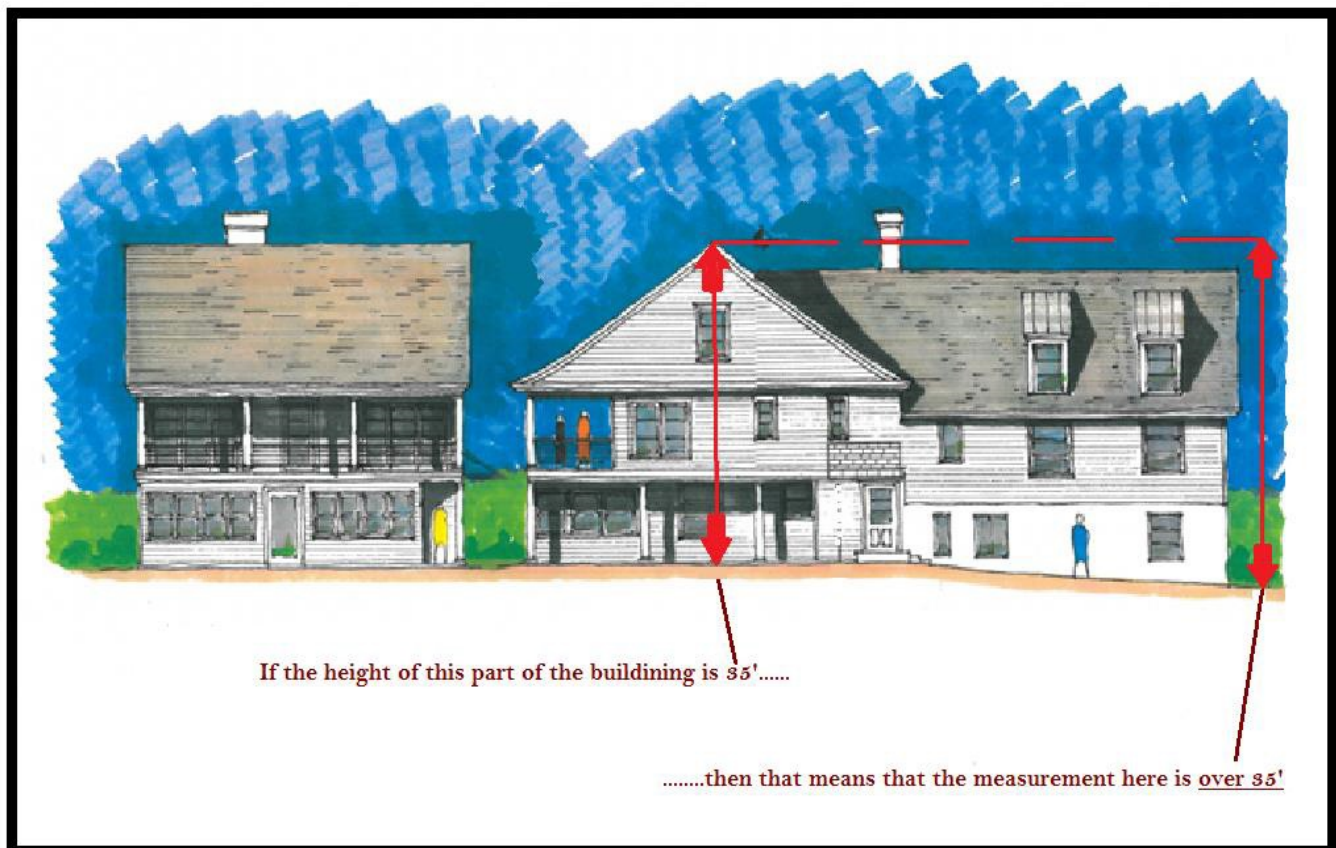 If the height of this part of the buildining is 35'......
........then that means that the measurement here is over 35'